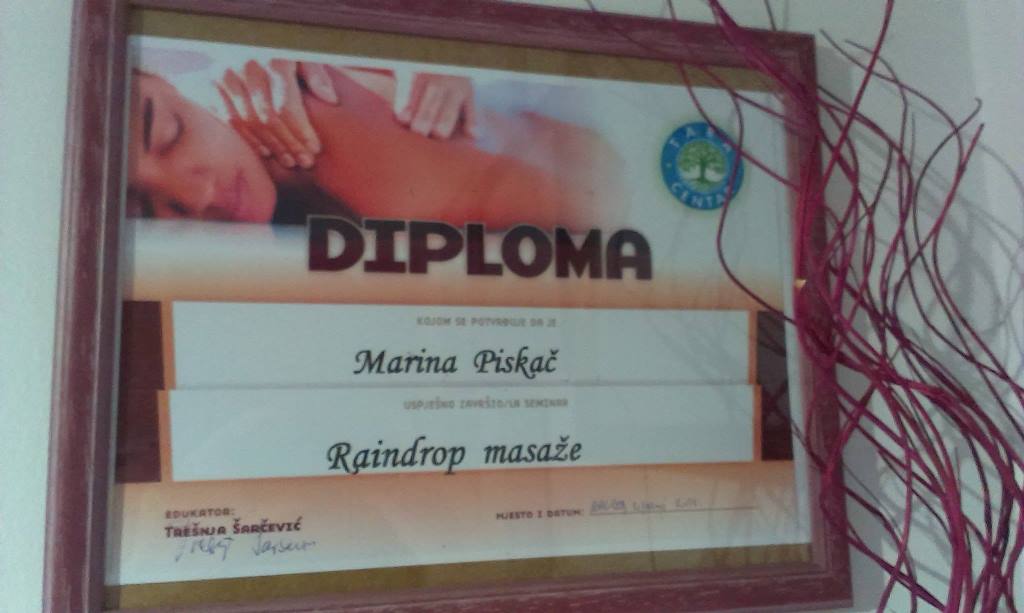 TARA
CENTAR
DIPLOMA
KOJOM SE POTVRĐUJE DA JE
Marina Piskač
USPJEŠNO ZAVRŠIO/LA SEMINAR
Raindrop masaže
EDUKATOR:
TREŠNJA ŠARČEVIĆ
MJESTO I DATUM: